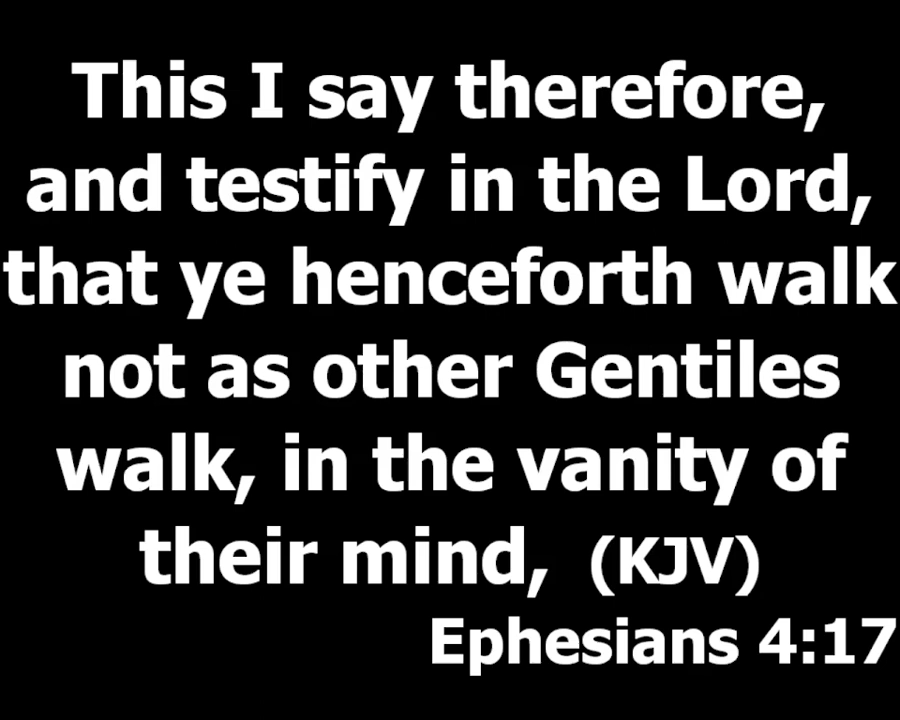 This I say therefore,
and testify in the Lord,
that ye henceforth walk
not as other Gentiles
walk, in the vanity of
their mind, (KJV)
Ephesians 4:17